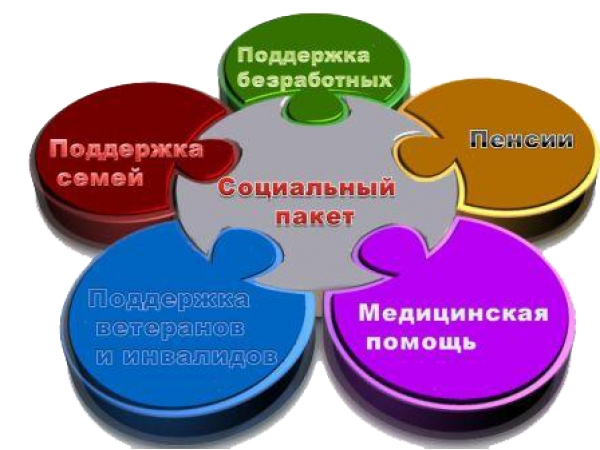 Поддержка
безработных
Поддержка
семей
Пенсии
Социальный
пакет
Поддержка
ветеранов
и инвалидов
Медицинская
помощь